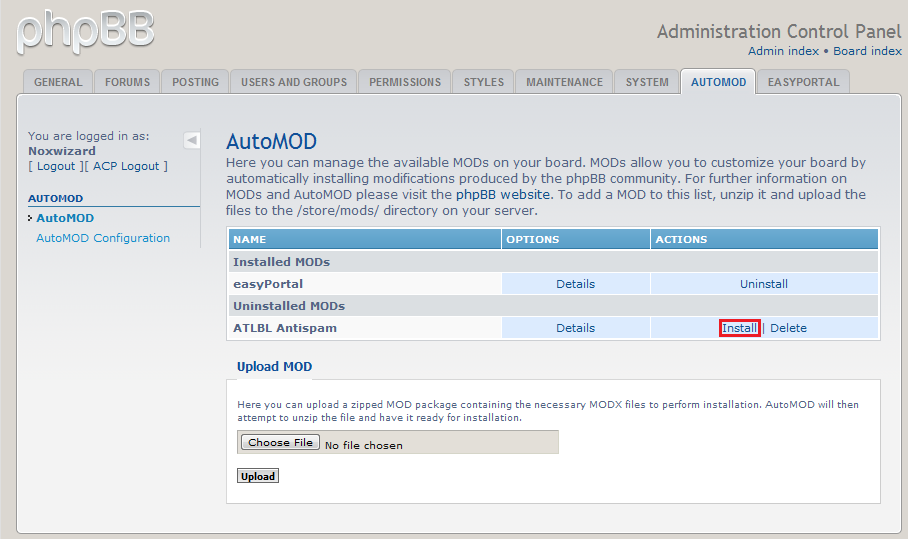 phpBB
Administration Control Panel
Admin index • Board index
GENERAL FORUMS POSTING USERS AND GROUPS PERMISSIONS STYLES MAINTENANCE SYSTEM AUTOMOD EASYPORTAL
You are logged in as:
Noxwizard
[ Logout ][ ACP Logout ]
AUTOMOD
AutoMOD
AutoMOD Configuration
AutoMOD
Here you can manage the available MODs on your board. MODs allow you to customize your board by
automatically installing modifications produced by the phpBB community. For further information on
MODs and AutoMOD please visit the phpBB website. To add a MOD to this list, unzip it and upload the
files to the /store/mods/ directory on your server.
NAME OPTIONS ACTIONS
Installed MODs
easyPortal Details Uninstall
Uninstalled MODs
ATLBL Antispam Details Install | Delete
Upload MOD
Here you can upload a zipped MOD package containing the necessary MODX files to perform installation. AutoMOD will then
attempt to unzip the file and have it ready for installation.
Choose File No file chosen
Upload